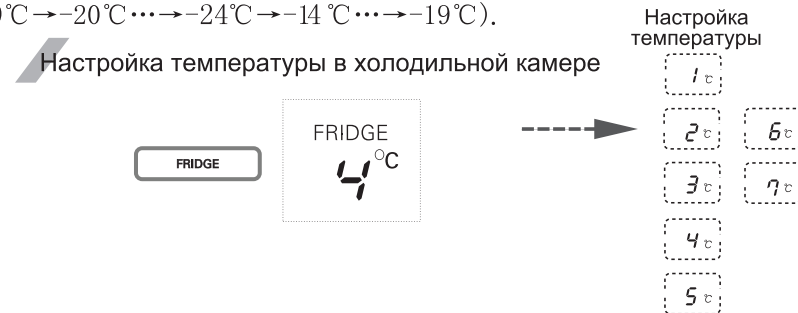 ℃→-20℃⋯→-24℃→-14℃⋯→-19℃).
Настройка температуры в холодильной камере
FRIDGE
FRIDGE
4°C
Настройка
температуры
1℃
2℃ 6℃
3℃ 7℃
4℃
5℃